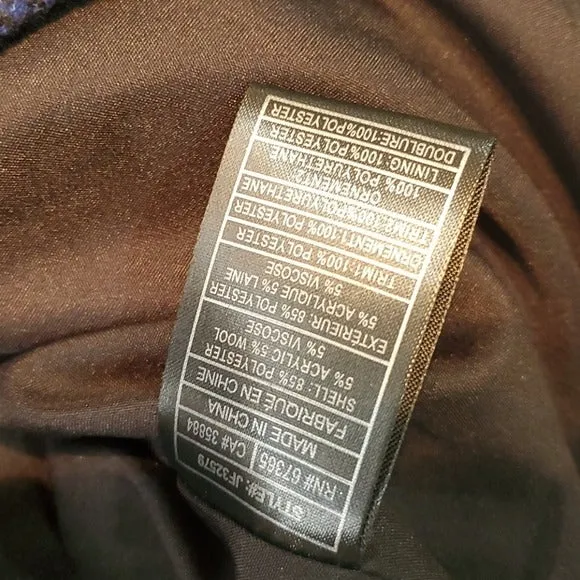 STYLE#: JF32579
RN# 67365 CA# 35884
MADE IN CHINA
FABRIQUÉ EN CHINE
SHELL: 85% POLYESTER
5% ACRYLIC 5% WOOL
5% VISCOSE
EXTÉRIEUR: 85% POLYESTER
5% ACRYLIQUE 5% LAINE
5% VISCOSE
TRIM1: 100% POLYESTER
ORNEMENT1: 100% POLYESTER
TRIM2: 100% POLYURETHANE
ORNEMENT2:
100% POLYURETHANE
LINING: 100% POLYESTER
DOUBLURE: 100% POLYESTER